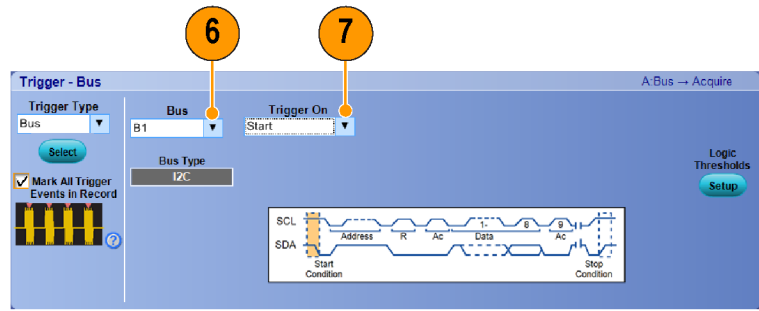 6
7
Trigger - Bus
A:Bus → Acquire
Trigger Type
Bus
Select
Mark All Trigger
Events in Record
?
Bus
B1
Bus Type
I2C
Trigger On
Start
Logic
Thresholds
Setup
SCL
1-
8
9
Address
R
Ac
Data
Ac
SDA
Start
Condition
Stop
Condition